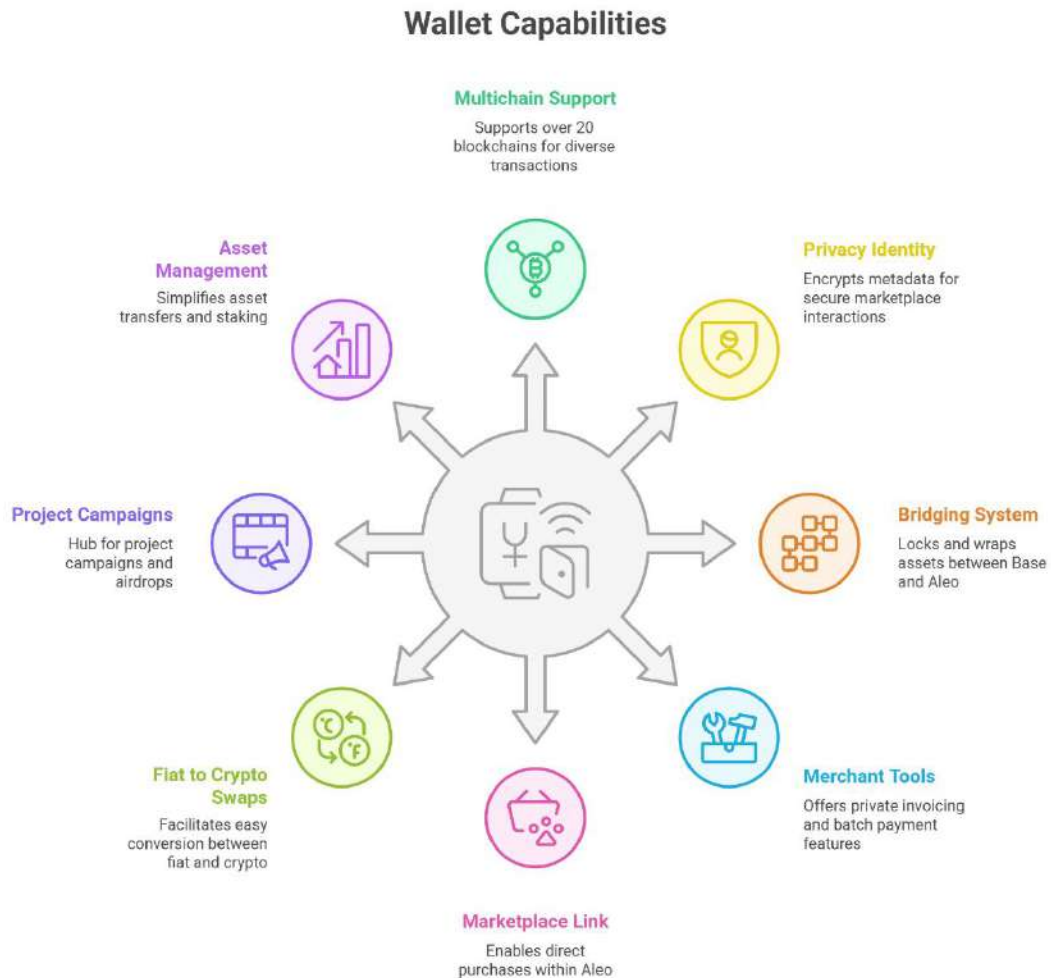 Wallet Capabilities
Multichain Support
Supports over 20
blockchains for diverse
transactions
Asset
Management
Simplifies asset
transfers and staking
Privacy Identity
Encrypts metadata for
secure marketplace
interactions
Project Campaigns
Hub for project
campaigns and
airdrops
Bridging System
Locks and wraps
assets between Base
and Aleo
Fiat to Crypto
Swaps
Facilitates easy
conversion between
fiat and crypto
°C
°F
Merchant Tools
Offers private invoicing
and batch payment
features
Marketplace Link
Enables direct
purchases within Aleo